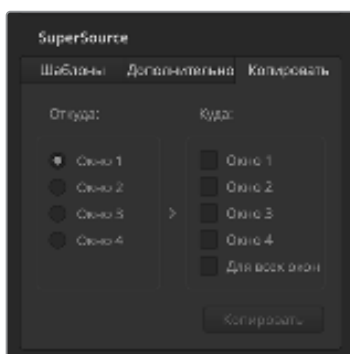 SuperSource
Шаблоны Дополнительно Копировать
Откуда: Куда:
Окно 1 Окно 1
Окно 2 Окно 2
Окно 3 > Окно 3
Окно 4 Окно 4
Для всех окон
Копировать